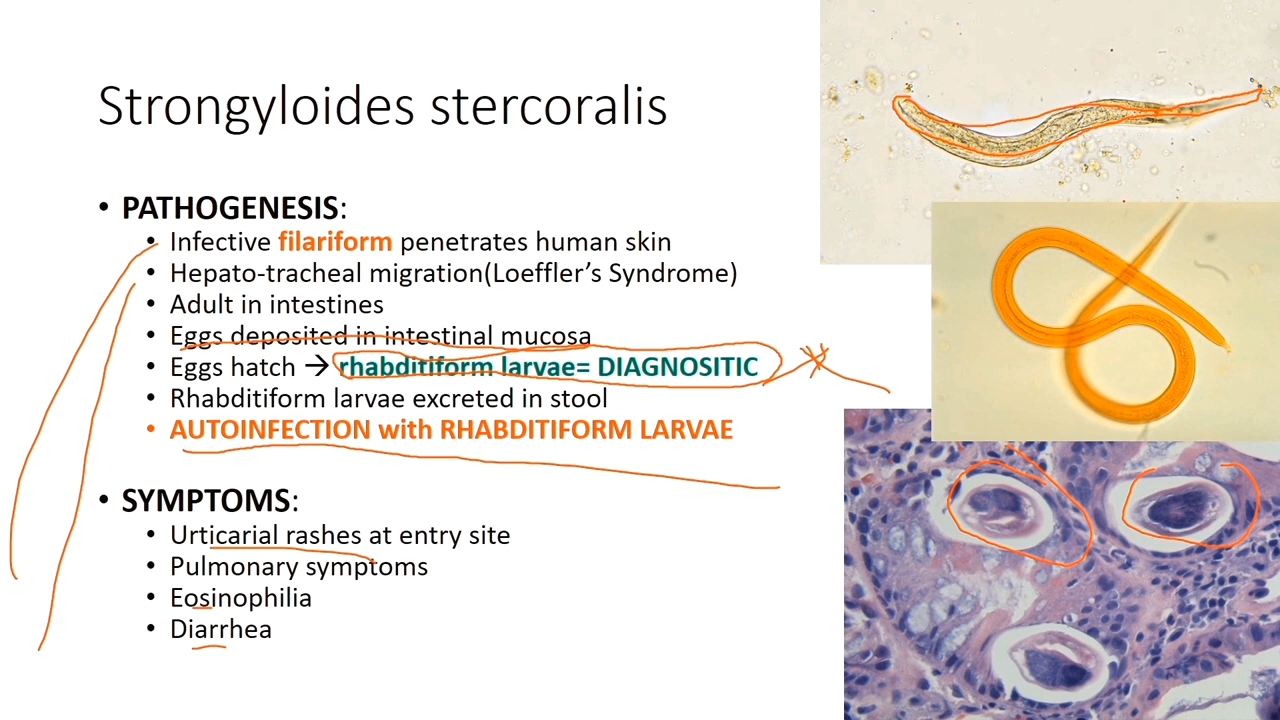 Strongyloides stercoralis
• PATHOGENESIS:
• Infective filariform penetrates human skin
• Hepato-tracheal migration(Loeffler's Syndrome)
• Adult in intestines
• Eggs deposited in intestinal mucosa
• Eggs hatch → rhabditiform larvae= DIAGNOSITIC
• Rhabditiform larvae excreted in stool
• AUTOINFECTION with RHABDITIFORM LARVAE
• SYMPTOMS:
• Urticarial rashes at entry site
• Pulmonary symptoms
• Eosinophilia
• Diarrhea